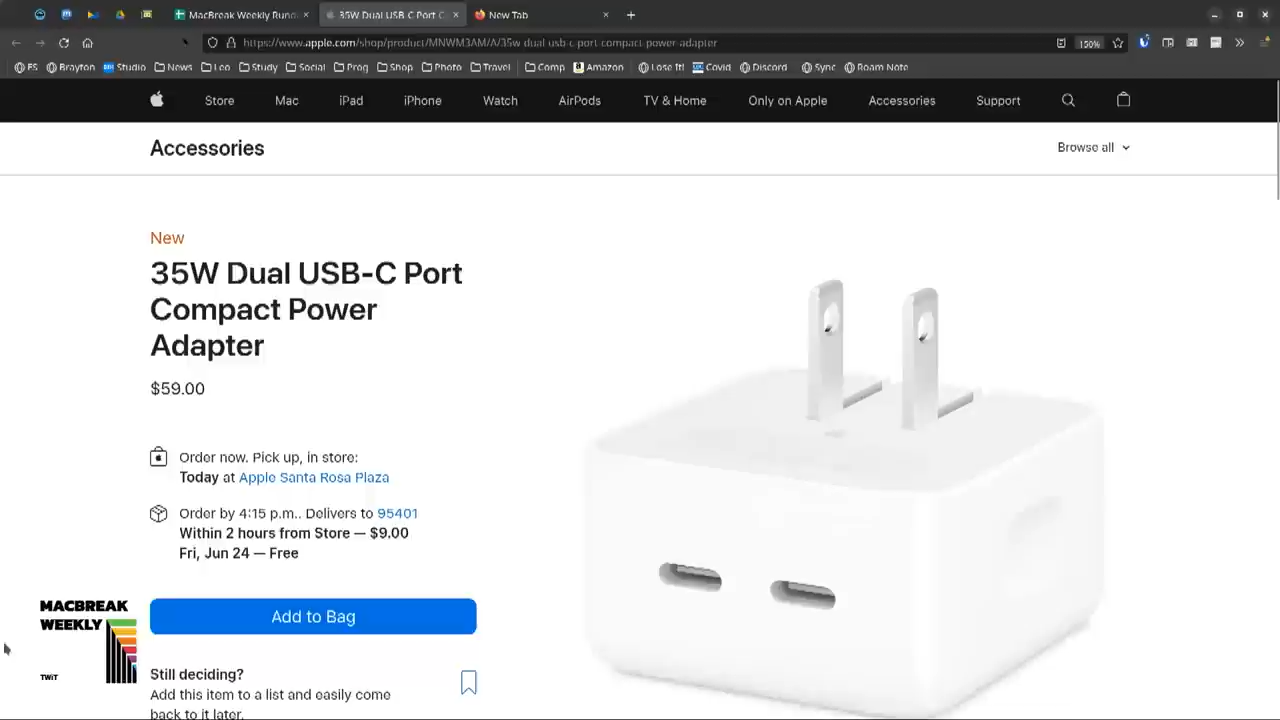 MacBreak Weekly Rund
35W Dual USB-C Port C
New Tab
https://www.apple.com/shop/product/MNWM3AM/A/35w-dual-usb-c-port-compact-power-adapter
150%
BS Brayton Studio News Leo Study Social Prog Shop Photo Travel Comp Amazon Lose It! Covid Discord Sync Roam Note
Store Mac iPad iPhone Watch AirPods TV & Home Only on Apple Accessories Support
Accessories
Browse all
New
35W Dual USB-C Port
Compact Power
Adapter
$59.00
Order now. Pick up, in store:
Today at Apple Santa Rosa Plaza
Order by 4:15 p.m.. Delivers to 95401
Within 2 hours from Store — $9.00
Fri, Jun 24 — Free
MACBREAK
WEEKLY
TWiT
Add to Bag
Still deciding?
Add this item to a list and easily come
back to it later.